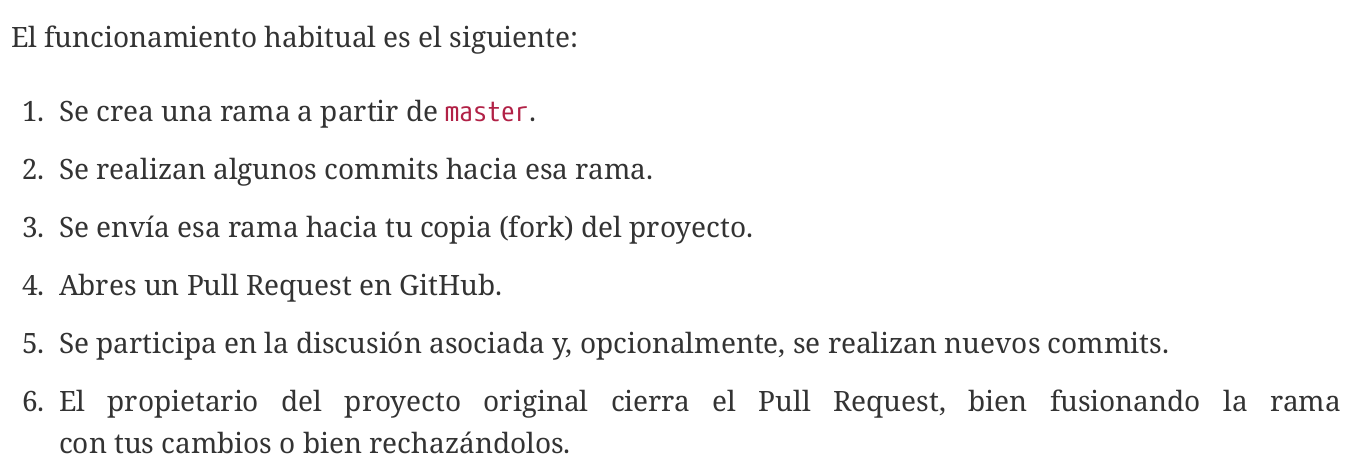 El funcionamiento habitual es el siguiente:
1. Se crea una rama a partir de master.
2. Se realizan algunos commits hacia esa rama.
3. Se envía esa rama hacia tu copia (fork) del proyecto.
4. Abres un Pull Request en GitHub.
5. Se participa en la discusión asociada y, opcionalmente, se realizan nuevos commits.
6. El propietario del proyecto original cierra el Pull Request, bien fusionando la rama
con tus cambios o bien rechazándolos.